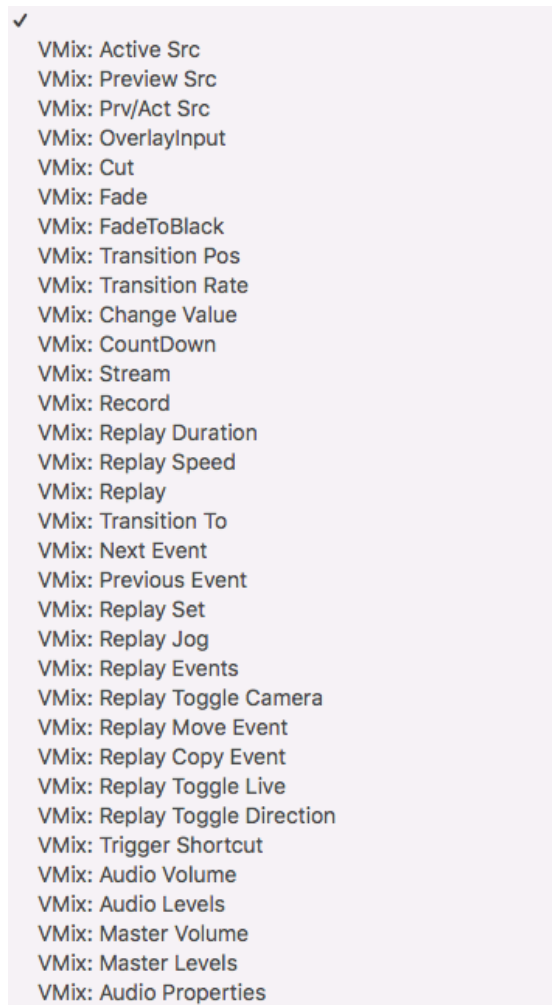 ✓
VMix: Active Src
VMix: Preview Src
VMix: Prv/Act Src
VMix: OverlayInput
VMix: Cut
VMix: Fade
VMix: FadeToBlack
VMix: Transition Pos
VMix: Transition Rate
VMix: Change Value
VMix: CountDown
VMix: Stream
VMix: Record
VMix: Replay Duration
VMix: Replay Speed
VMix: Replay
VMix: Transition To
VMix: Next Event
VMix: Previous Event
VMix: Replay Set
VMix: Replay Jog
VMix: Replay Events
VMix: Replay Toggle Camera
VMix: Replay Move Event
VMix: Replay Copy Event
VMix: Replay Toggle Live
VMix: Replay Toggle Direction
VMix: Trigger Shortcut
VMix: Audio Volume
VMix: Audio Levels
VMix: Master Volume
VMix: Master Levels
VMix: Audio Properties